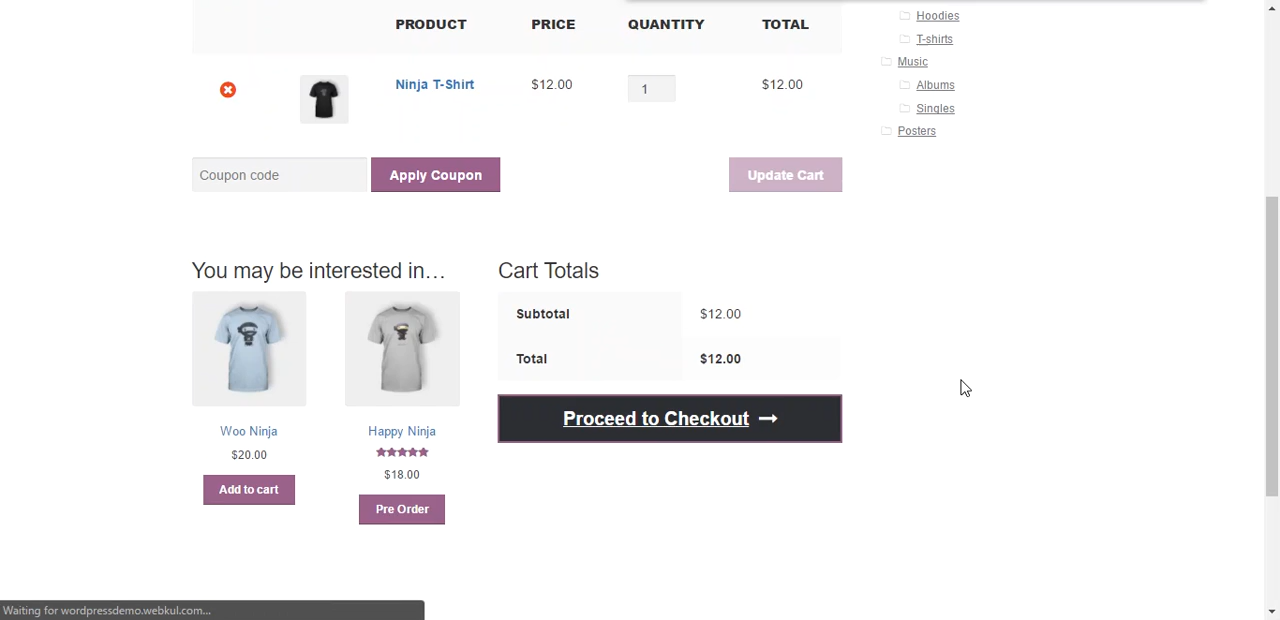 PRODUCT PRICE QUANTITY TOTAL
Ninja T-Shirt $12.00 1 $12.00
Coupon code Apply Coupon Update Cart
Hoodies
T-shirts
Music
Albums
Singles
Posters
You may be interested in…
Woo Ninja
$20.00
Add to cart
Happy Ninja
$18.00
Pre Order
Cart Totals
Subtotal $12.00
Total $12.00
Proceed to Checkout →
Waiting for wordpressdemo.webkul.com...